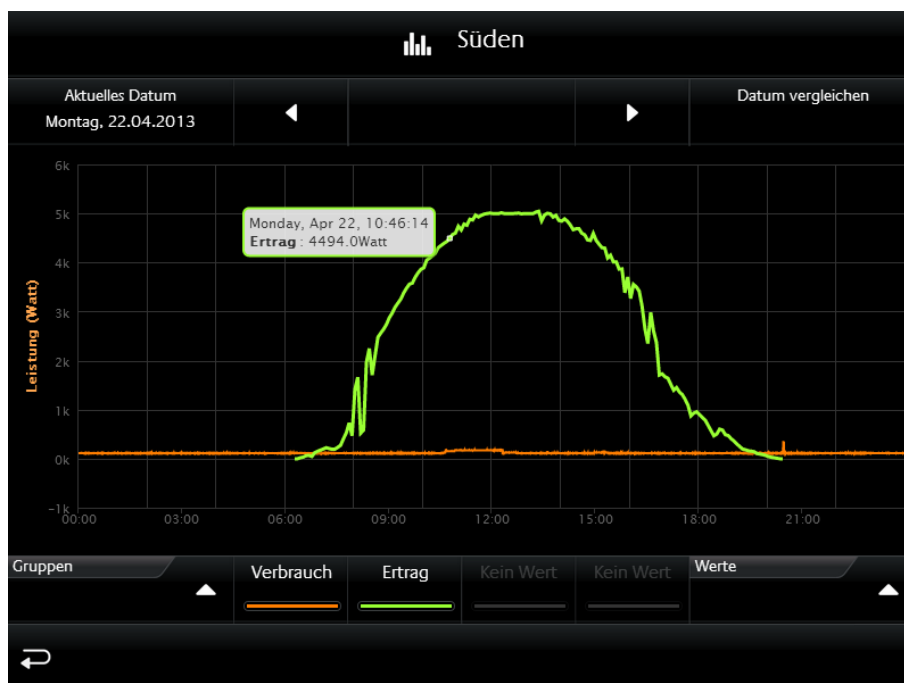 Süden
Aktuelles Datum
Montag, 22.04.2013
Datum vergleichen
6k
5k
4k
3k
2k
1k
0k
−1k
Leistung (Watt)
Monday, Apr 22, 10:46:14
Ertrag : 4494.0Watt
00:00 03:00 06:00 09:00 12:00 15:00 18:00 21:00
Gruppen
Verbrauch
Ertrag
Kein Wert
Kein Wert
Werte